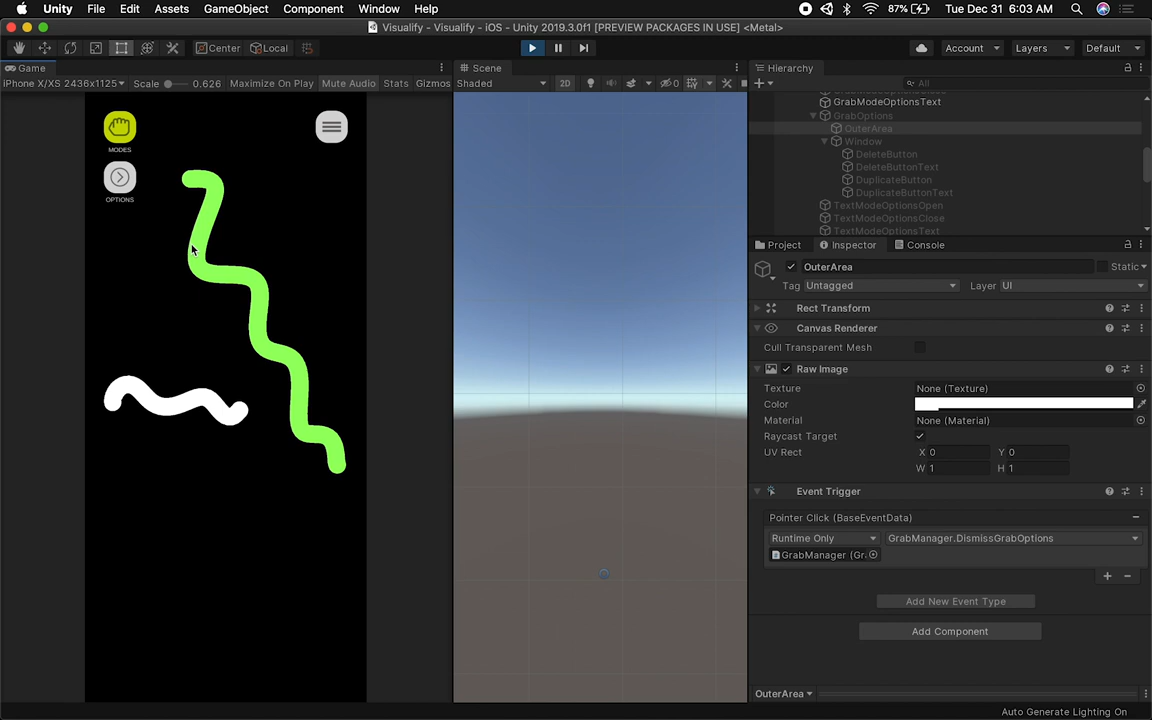 Unity File Edit Assets GameObject Component Window Help 87% Tue Dec 31 6:03 AM
Visualify - Visualify - iOS - Unity 2019.3.0f1 [PREVIEW PACKAGES IN USE] <Metal>
Center Local Account Layers Default
Game Scene Hierarchy
iPhone X/XS 2436x1125 Scale 0.626 Maximize On Play Mute Audio Stats Gizmos Shaded 2D 0 All
GrabModeOptionsText
GrabOptions
OuterArea
Window
DeleteButton
DeleteButtonText
DuplicateButton
DuplicateButtonText
TextModeOptionsOpen
TextModeOptionsClose
TextModeOptionsText
MODES
OPTIONS
Project Inspector Console
OuterArea Static
Tag Untagged Layer UI
Rect Transform
Canvas Renderer
Cull Transparent Mesh
Raw Image
Texture None (Texture)
Color
Material None (Material)
Raycast Target
UV Rect X 0 Y 0
W 1 H 1
Event Trigger
Pointer Click (BaseEventData)
Runtime Only GrabManager.DismissGrabOptions
GrabManager (Gr
Add New Event Type
Add Component
OuterArea
Auto Generate Lighting On